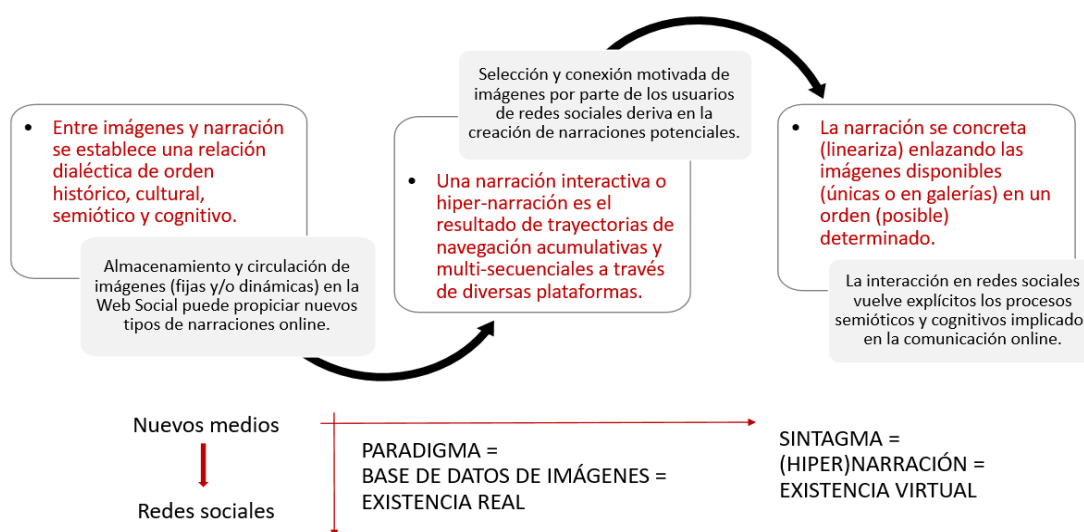 • Entre imágenes y narración
se establece una relación
dialéctica de orden
histórico, cultural,
semiótico y cognitivo.
Almacenamiento y circulación de
imágenes (fijas y/o dinámicas) en la
Web Social puede propiciar nuevos
tipos de narraciones online.
Selección y conexión motivada de
imágenes por parte de los usuarios
de redes sociales deriva en la
creación de narraciones potenciales.
• Una narración interactiva o
hiper-narración es el
resultado de trayectorias de
navegación acumulativas y
multi-secuenciales a través
de diversas plataformas.
• La narración se concreta
(lineariza) enlazando las
imágenes disponibles
(únicas o en galerías) en un
orden (posible)
determinado.
La interacción en redes sociales
vuelve explícitos los procesos
semióticos y cognitivos implicado
en la comunicación online.
Nuevos medios
Redes sociales
PARADIGMA =
BASE DE DATOS DE IMÁGENES =
EXISTENCIA REAL
SINTAGMA =
(HIPER)NARRACIÓN =
EXISTENCIA VIRTUAL